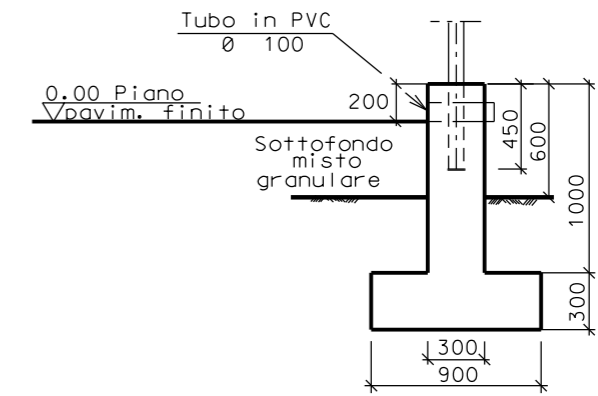 Tubo in PVC
Ø 100
0.00 Piano
pavim. finito
200
Sottofondo
misto
granulare
450
600
1000
300
300
900